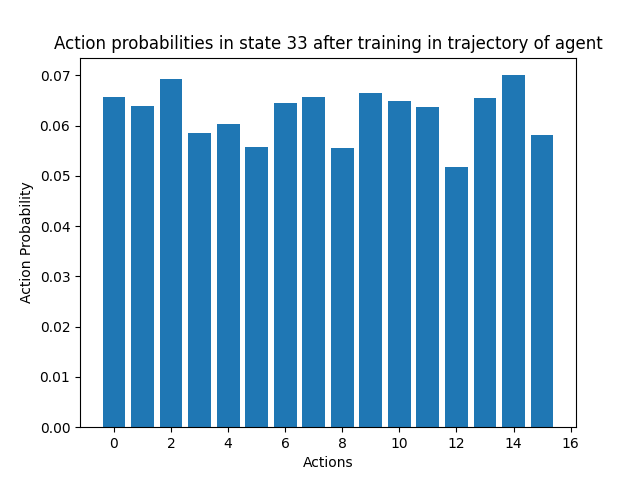 Action probabilities in state 33 after training in trajectory of agent
0.07
0.06
0.05
0.04
0.03
0.02
0.01
0.00
Action Probability
0 2 4 6 8 10 12 14 16
Actions